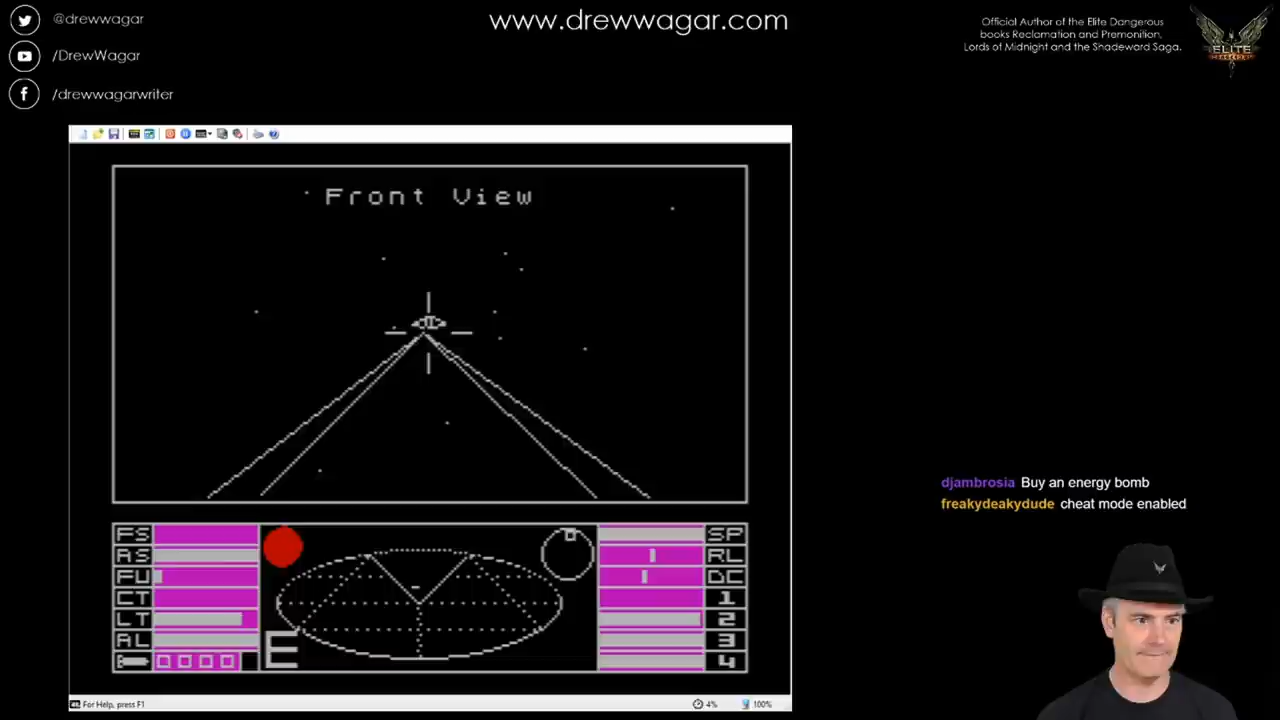 @drewwagar
/DrewWagar
/drewwagarwriter
www.drewwagar.com
Official Author of the Elite Dangerous
books Reclamation and Premonition,
Lords of Midnight and the Shadeward Saga.
ELITE
Front View
FS
AS
FU
CT
LT
AL
E
SP
RL
DC
1
2
3
4
djambrosia Buy an energy bomb
freakydeakydude cheat mode enabled
For Help, press F1
4%
100%